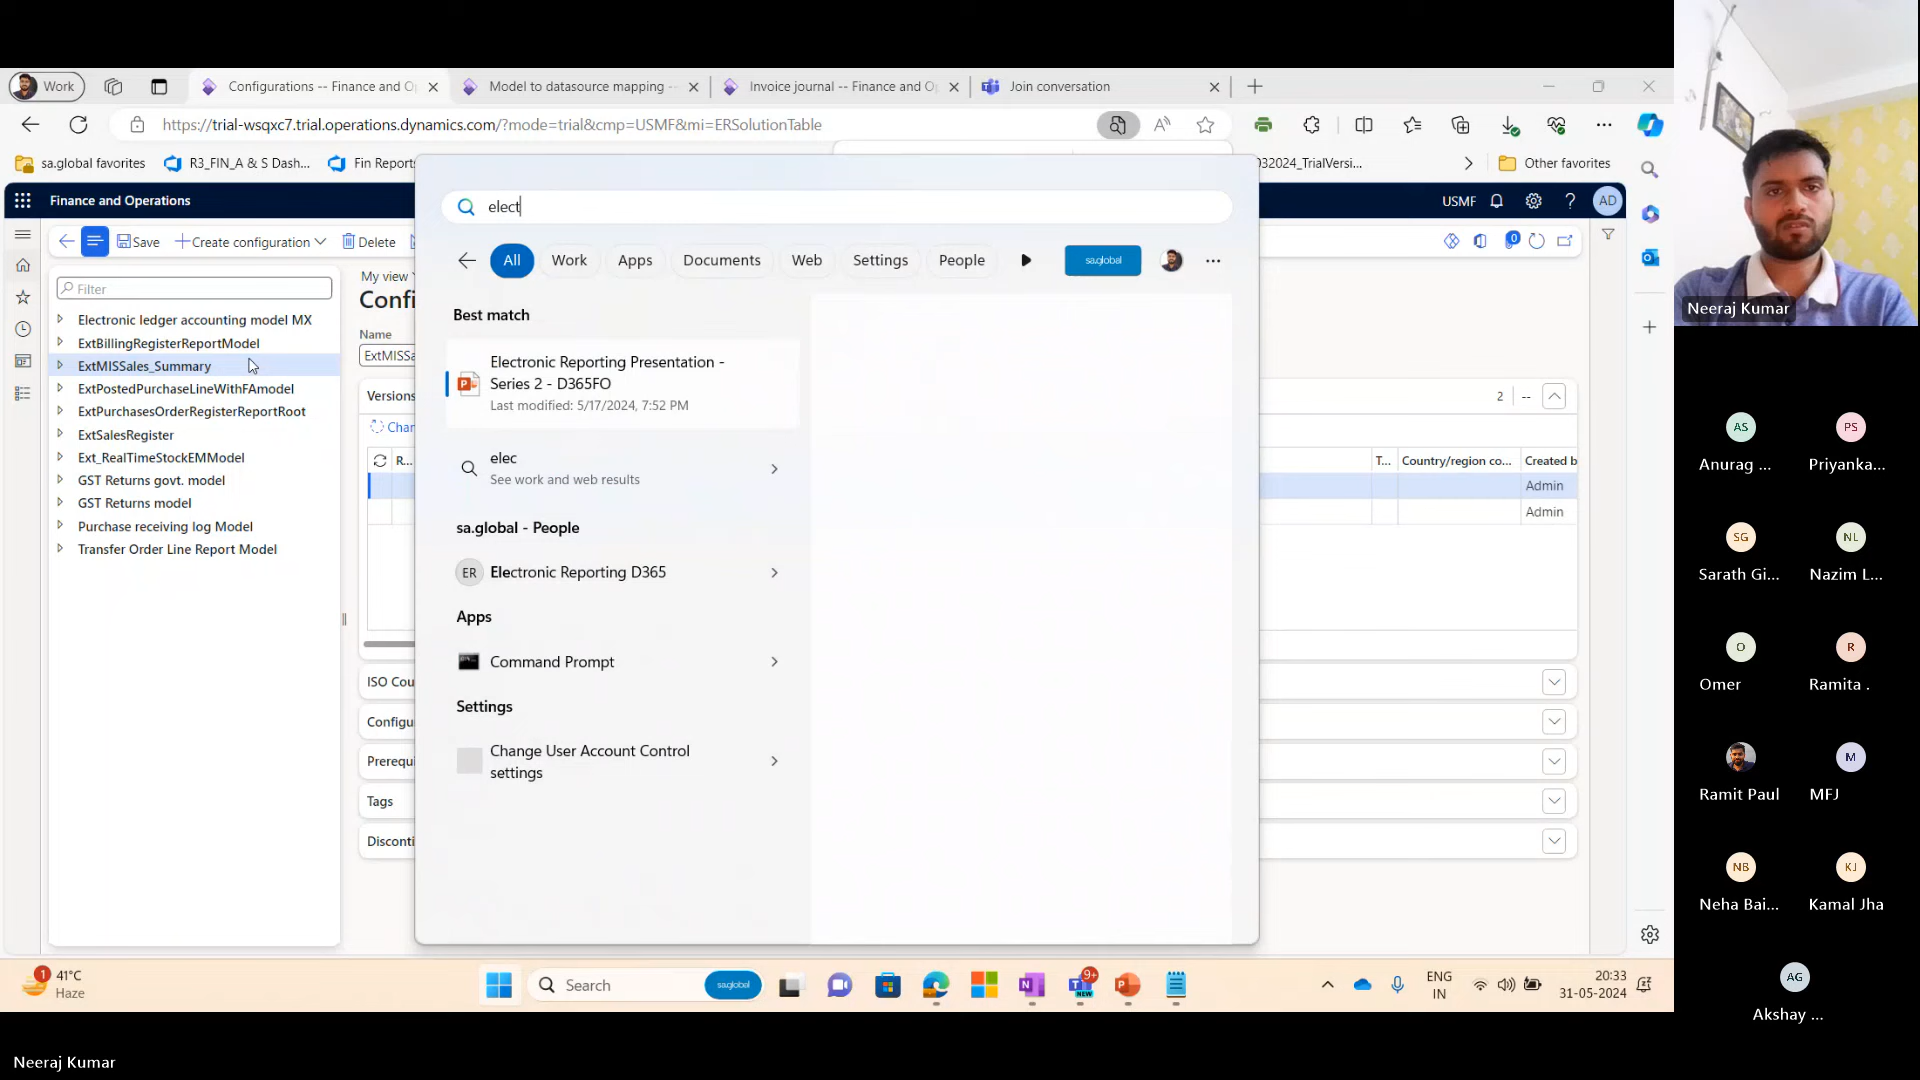 Work
Configurations -- Finance and O
Model to datasource mapping --
Invoice journal -- Finance and O
Join conversation
https://trial-wsqxc7.trial.operations.dynamics.com/?mode=trial&cmp=USMF&mi=ERSolutionTable
sa.global favorites
R3_FIN_A & S Dash...
Fin Report
032024_TrialVersi...
Other favorites
Finance and Operations
USMF
AD
Save
Create configuration
Delete
0
Filter
Electronic ledger accounting model MX
ExtBillingRegisterReportModel
ExtMISSales_Summary
ExtPostedPurchaseLineWithFAmodel
ExtPurchasesOrderRegisterReportRoot
ExtSalesRegister
Ext_RealTimeStockEMModel
GST Returns govt. model
GST Returns model
Purchase receiving log Model
Transfer Order Line Report Model
My view
Confi
Name
ExtMISSa
Versions
2
--
Chan
R...
T...
Country/region co...
Created b
Admin
Admin
ISO Cou
Configu
Prerequ
Tags
Disconti
elect
All
Work
Apps
Documents
Web
Settings
People
sa.global
Best match
Electronic Reporting Presentation -
Series 2 - D365FO
Last modified: 5/17/2024, 7:52 PM
elec
See work and web results
sa.global - People
ER
Electronic Reporting D365
Apps
Command Prompt
Settings
Change User Account Control
settings
1
41°C
Haze
Search
sa.global
9+
NEW
ENG
IN
20:33
31-05-2024
Neeraj Kumar
AS
Anurag ...
PS
Priyanka...
SG
Sarath Gi...
NL
Nazim L...
O
Omer
R
Ramita .
Ramit Paul
M
MFJ
NB
Neha Bai...
KJ
Kamal Jha
AG
Akshay ...
Neeraj Kumar